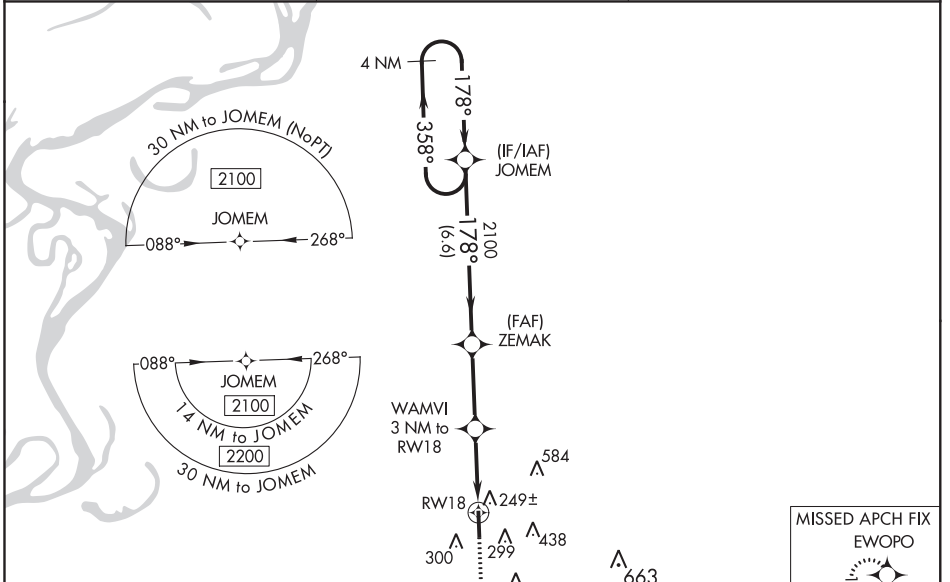 4 NM
178°
358°
(IF/IAF)
JOMEM
30 NM to JOMEM (NoPT)
2100
JOMEM
088°
268°
2100
178°
(6.6)
(FAF)
ZEMAK
088°
268°
JOMEM
2100
14 NM to JOMEM
2200
30 NM to JOMEM
WAMVI
3 NM to
RW18
584
RW18
249±
438
299
300
663
MISSED APCH FIX
EWOPO